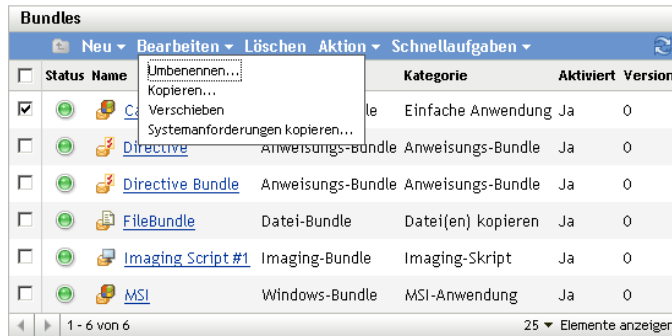 Bundles
Neu Bearbeiten Löschen Aktion Schnellaufgaben
Status Name Kategorie Aktiviert Version
Umbenennen...
Kopieren...
Verschieben
Systemanforderungen kopieren...
Einfache Anwendung Ja 0
Directive Anweisungs-Bundle Anweisungs-Bundle Ja 0
Directive Bundle Anweisungs-Bundle Anweisungs-Bundle Ja 0
FileBundle Datei-Bundle Datei(en) kopieren Ja 0
Imaging Script #1 Imaging-Bundle Imaging-Skript Ja 0
MSI Windows-Bundle MSI-Anwendung Ja 0
1 - 6 von 6 25 Elemente anzeigen